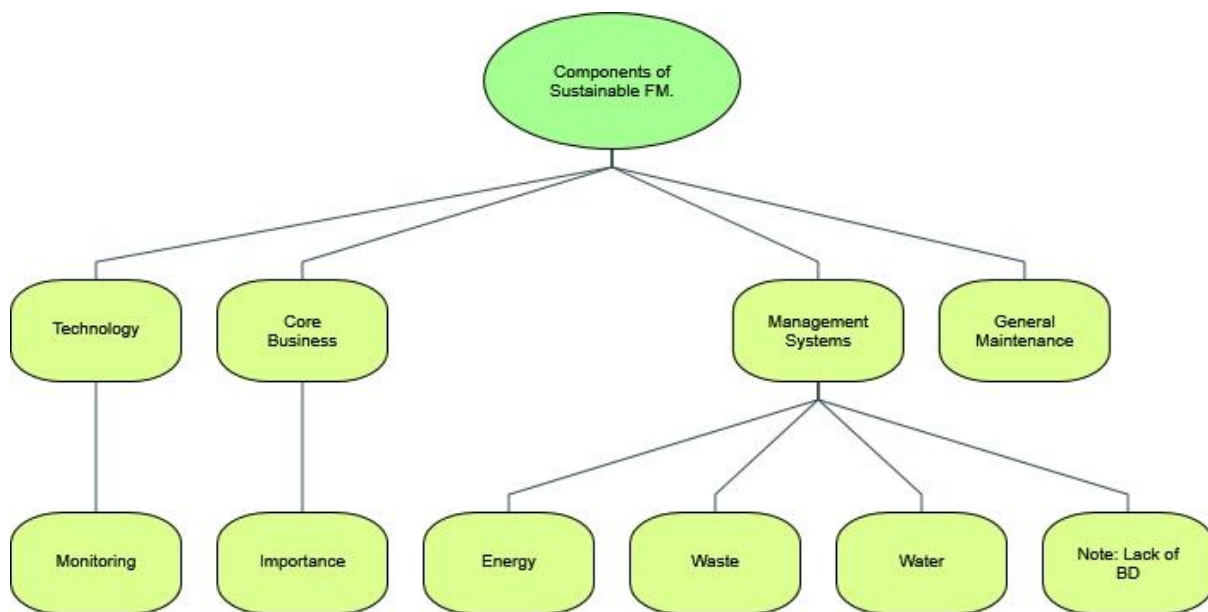 Components of
Sustainable FM.
Technology
Core
Business
Management
Systems
General
Maintenance
Monitoring
Importance
Energy
Waste
Water
Note: Lack of
BD